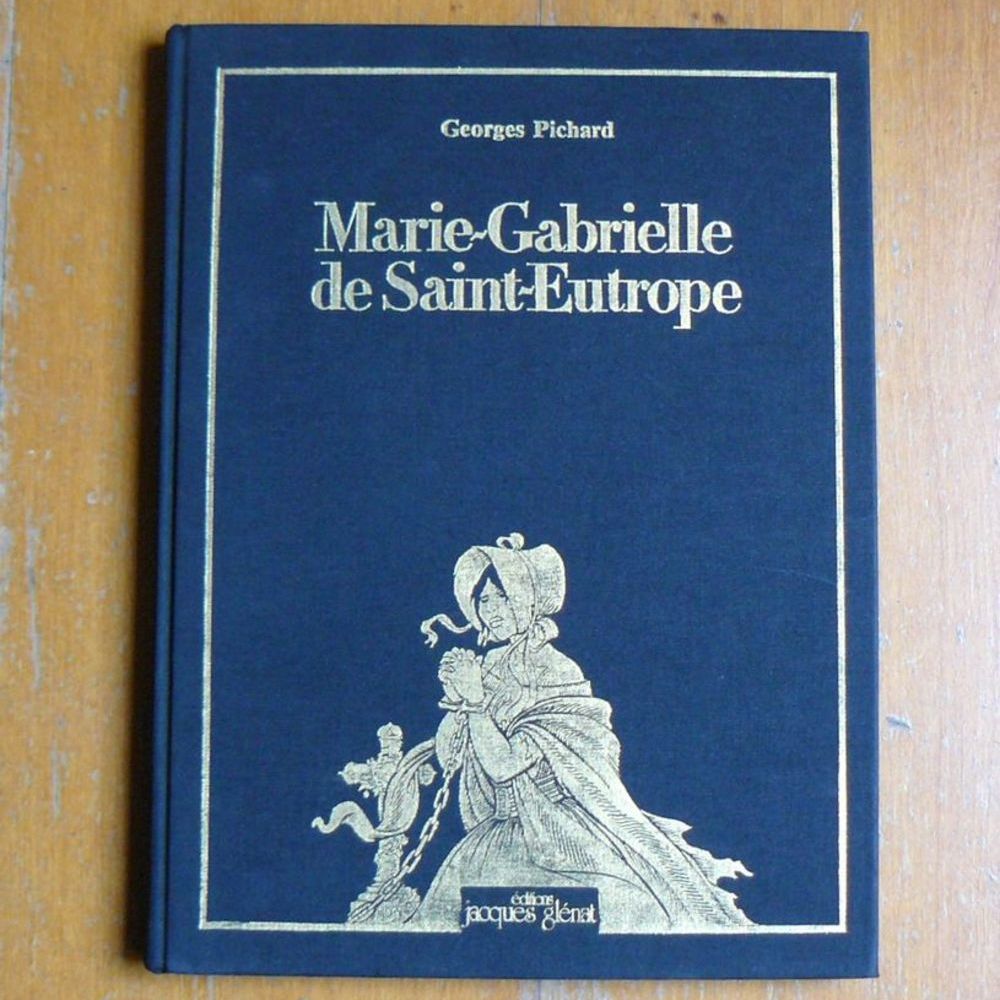 Georges Pichard
Marie-Gabrielle
de Saint-Eutrope
éditions
jacques glénat